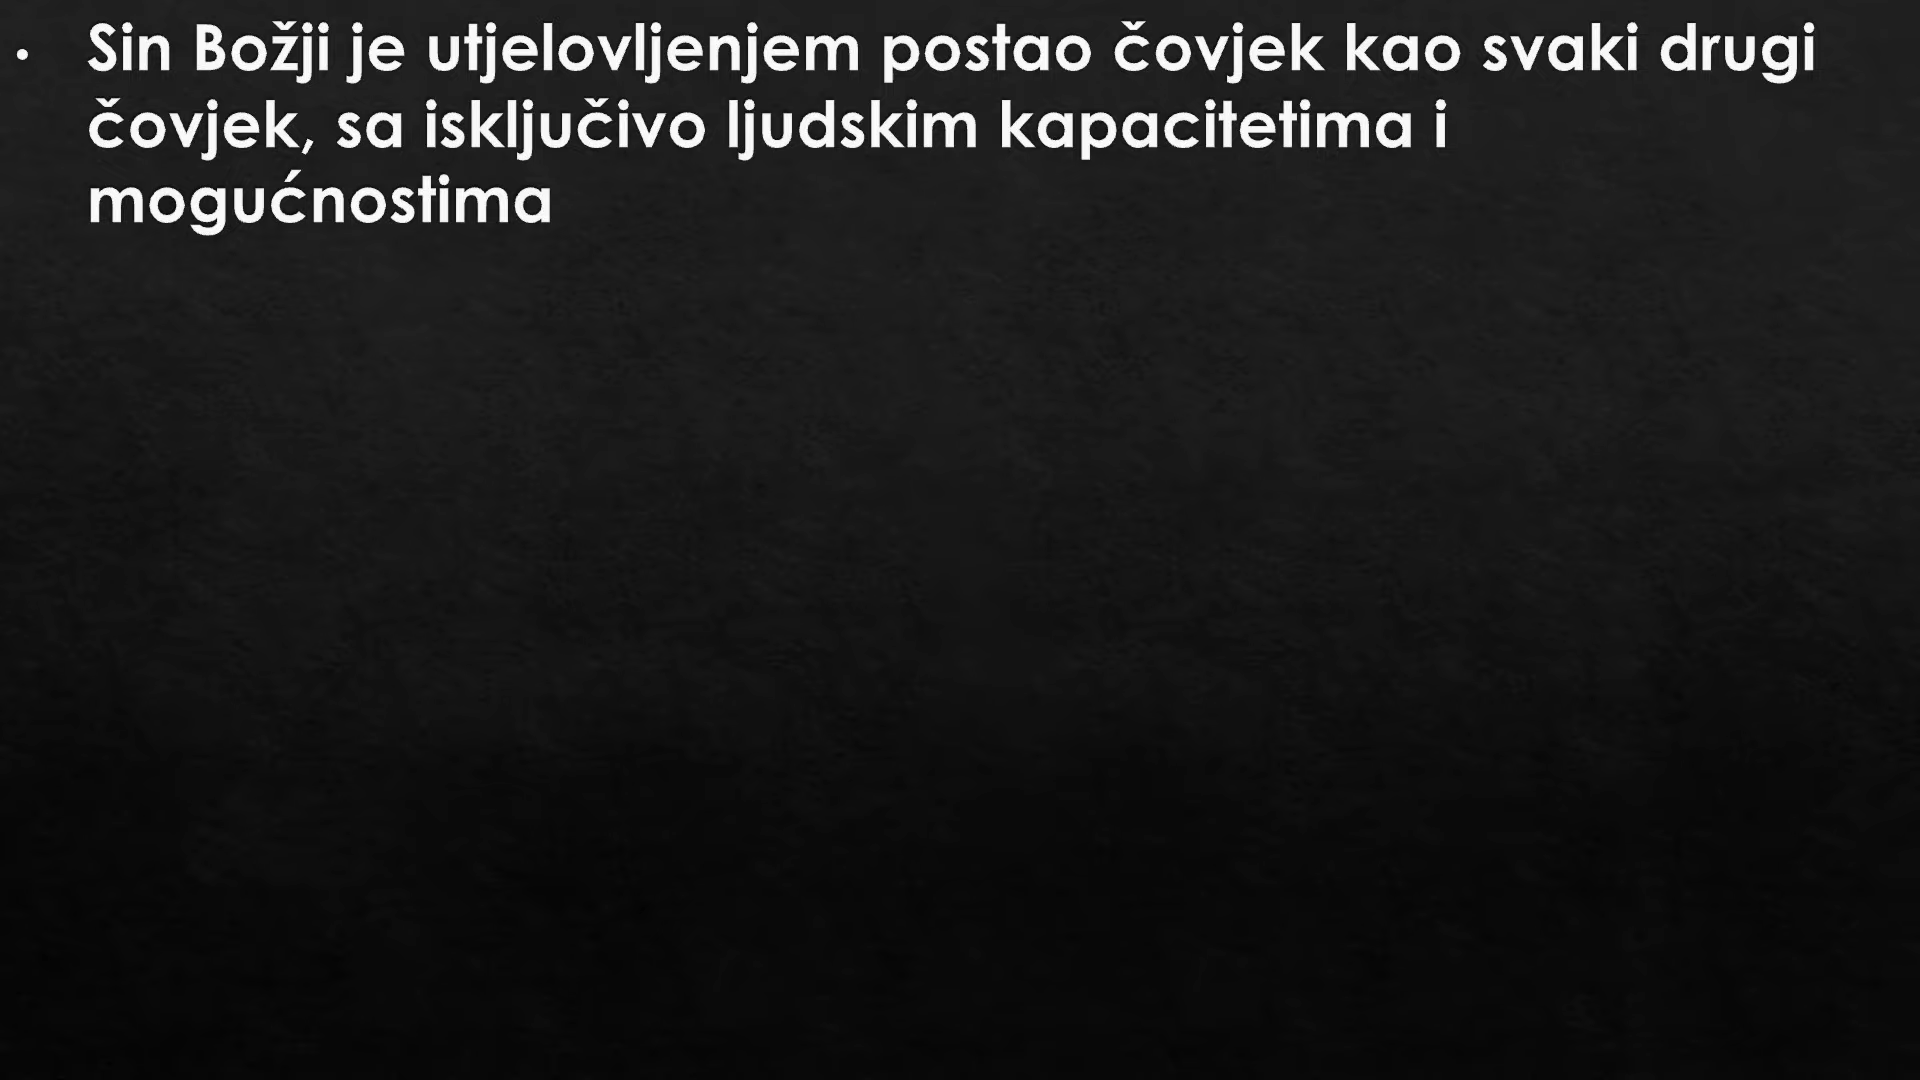 • Sin Božji je utjelovljenjem postao čovjek kao svaki drugi
čovjek, sa isključivo ljudskim kapacitetima i
mogućnostima